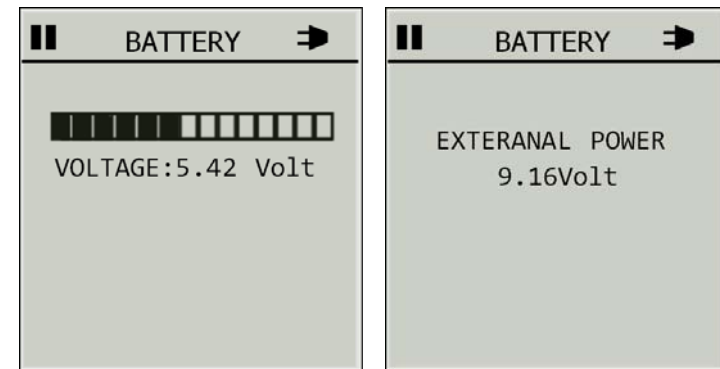 BATTERY
VOLTAGE:5.42 Volt
BATTERY
EXTERANAL POWER
9.16Volt